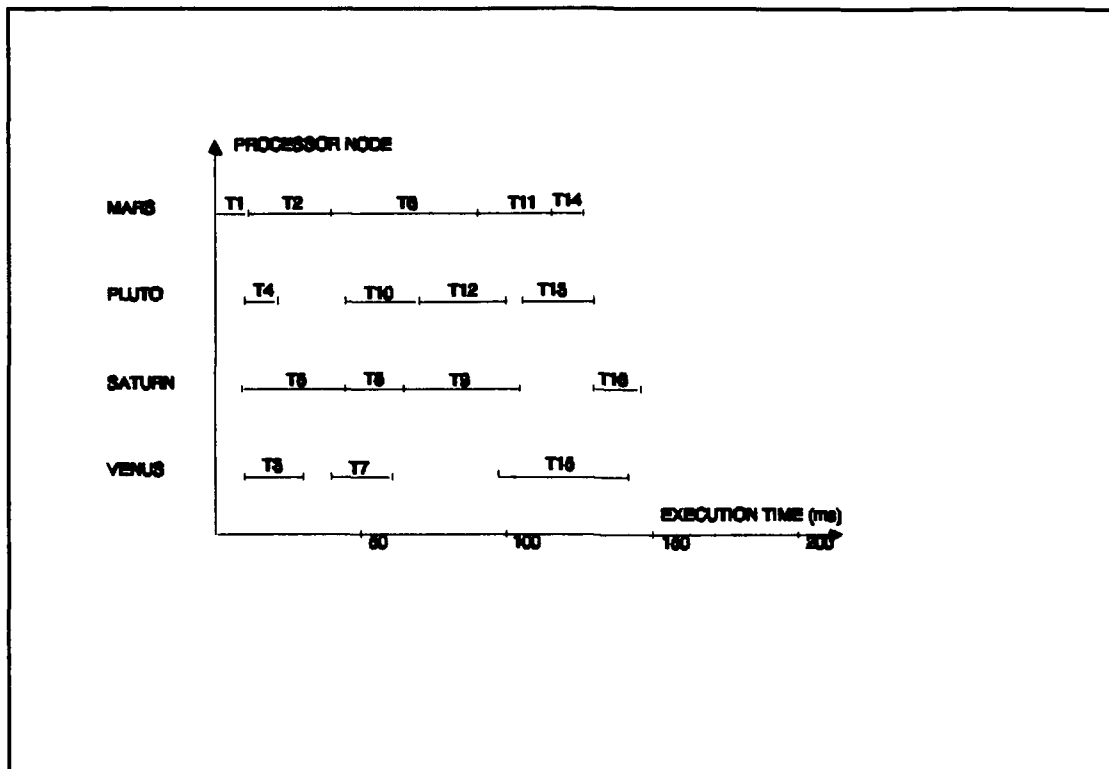 PROCESSOR NODE
MARS T1 T2 T6 T11 T14
PLUTO T4 T10 T12 T13
SATURN T5 T8 T9 T16
VENUS T3 T7 T15
EXECUTION TIME (ms)
50 100 150 200